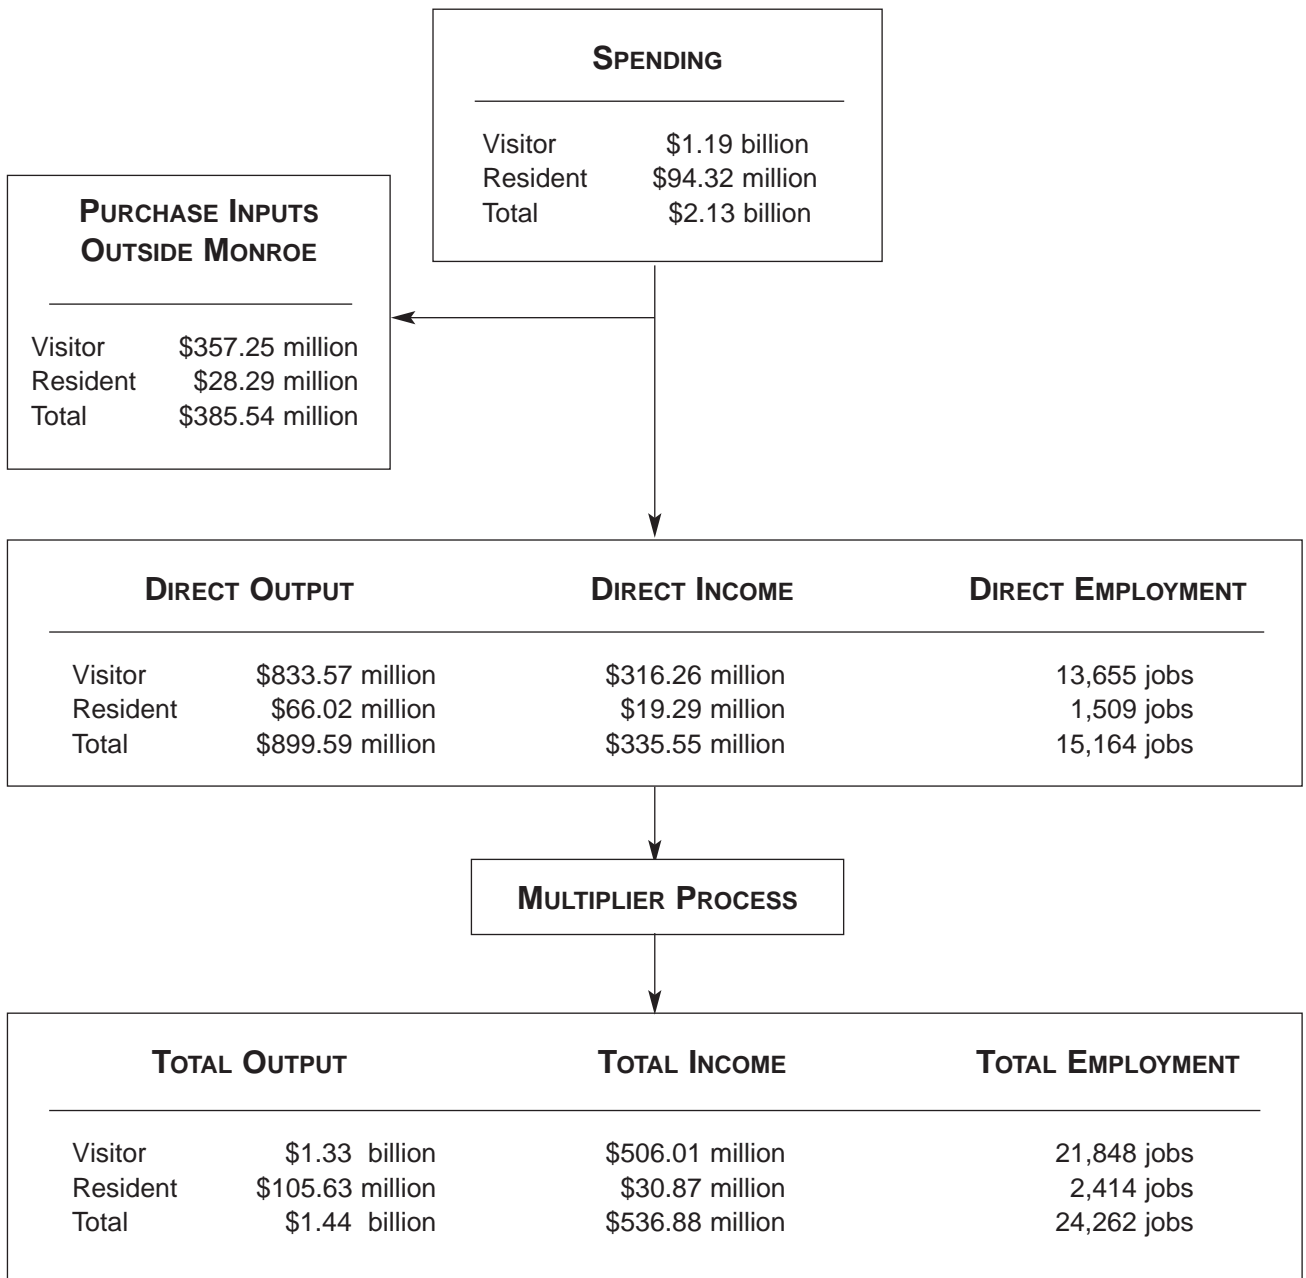 SPENDING
Visitor $1.19 billion
Resident $94.32 million
Total $2.13 billion
PURCHASE INPUTS
OUTSIDE MONROE
Visitor $357.25 million
Resident $28.29 million
Total $385.54 million
DIRECT OUTPUT DIRECT INCOME DIRECT EMPLOYMENT
Visitor $833.57 million $316.26 million 13,655 jobs
Resident $66.02 million $19.29 million 1,509 jobs
Total $899.59 million $335.55 million 15,164 jobs
MULTIPLIER PROCESS
TOTAL OUTPUT TOTAL INCOME TOTAL EMPLOYMENT
Visitor $1.33 billion $506.01 million 21,848 jobs
Resident $105.63 million $30.87 million 2,414 jobs
Total $1.44 billion $536.88 million 24,262 jobs